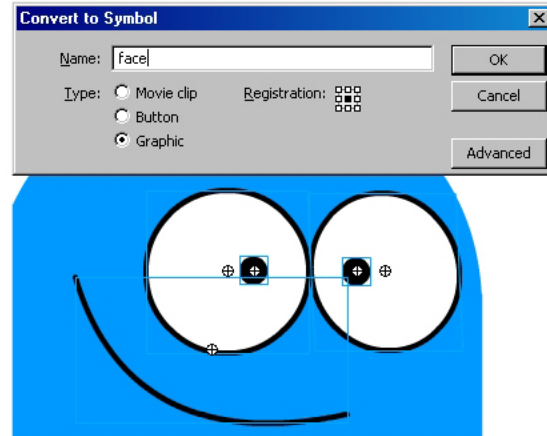 Convert to Symbol
Name: face OK
Type: Movie clip Registration: Cancel
Button
Graphic
Advanced